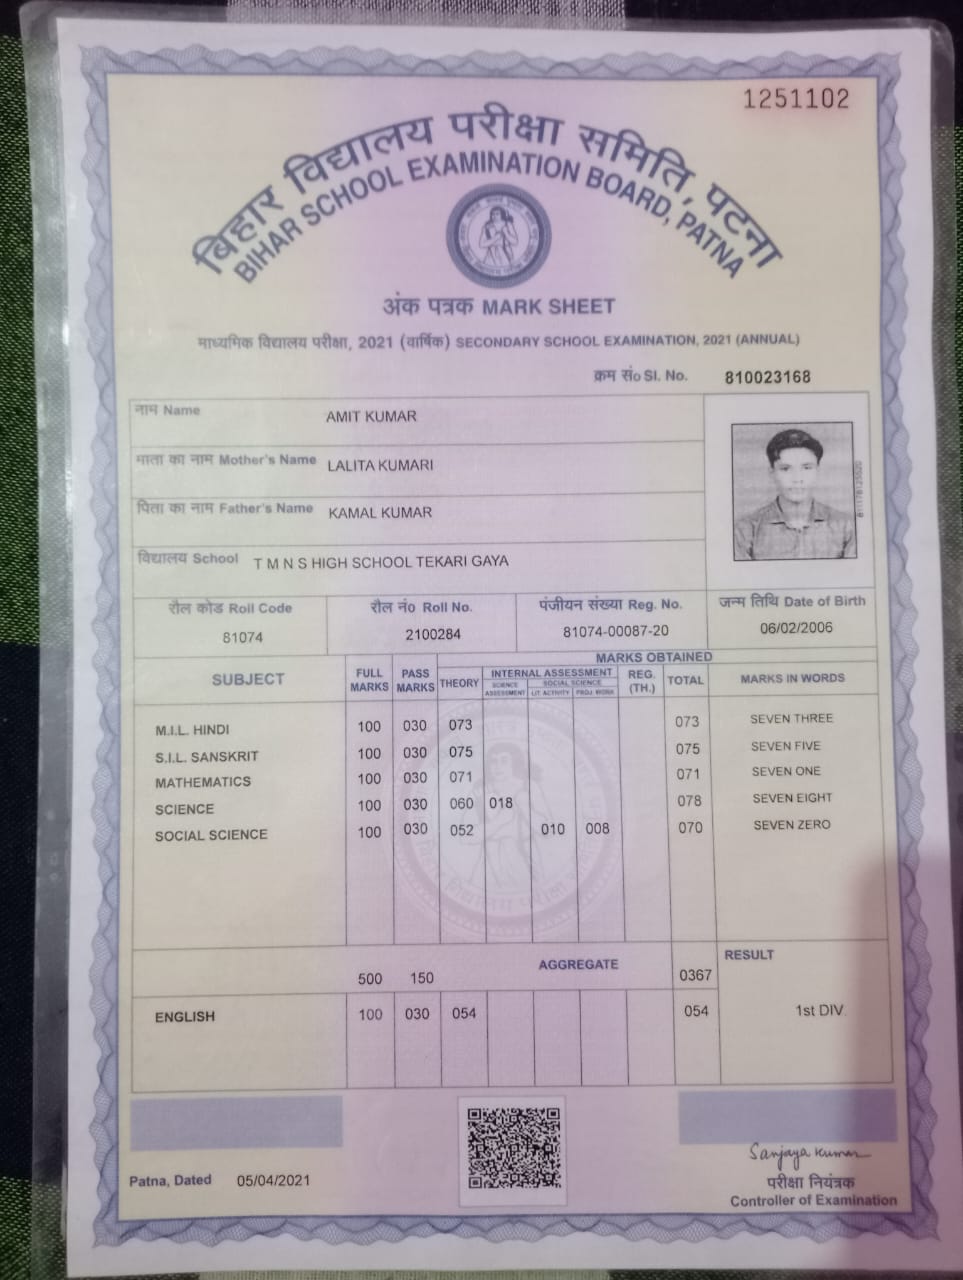 1251102
बिहार विद्यालय परीक्षा समिति, पटना
BIHAR SCHOOL EXAMINATION BOARD, PATNA
अंक पत्रक MARK SHEET
माध्यमिक विद्यालय परीक्षा, 2021 (वार्षिक) SECONDARY SCHOOL EXAMINATION, 2021 (ANNUAL)
क्रम सं० Sl. No. 810023168
नाम Name AMIT KUMAR
माता का नाम Mother's Name LALITA KUMARI
पिता का नाम Father's Name KAMAL KUMAR
विद्यालय School T M N S HIGH SCHOOL TEKARI GAYA
रौल कोड Roll Code रौल नं० Roll No. पंजीयन संख्या Reg. No. जन्म तिथि Date of Birth
81074 2100284 81074-00087-20 06/02/2006
MARKS OBTAINED
SUBJECT FULL MARKS PASS MARKS THEORY INTERNAL ASSESSMENT REG. (TH.) TOTAL MARKS IN WORDS
SCIENCE ASSESSMENT SOCIAL SCIENCE LIT. ACTIVITY PROJ. WORK
M.I.L. HINDI 100 030 073 073 SEVEN THREE
S.I.L. SANSKRIT 100 030 075 075 SEVEN FIVE
MATHEMATICS 100 030 071 071 SEVEN ONE
SCIENCE 100 030 060 018 078 SEVEN EIGHT
SOCIAL SCIENCE 100 030 052 010 008 070 SEVEN ZERO
500 150 AGGREGATE 0367 RESULT
ENGLISH 100 030 054 054 1st DIV.
Sanjaya Kumar
Patna, Dated 05/04/2021 परीक्षा नियंत्रक
Controller of Examination